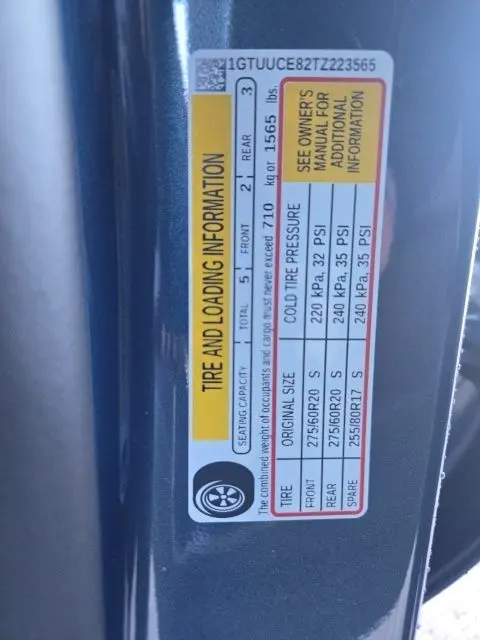 1GTUUCE82TZ223565
TIRE AND LOADING INFORMATION
SEATING CAPACITY TOTAL 5 FRONT 2 REAR 3
The combined weight of occupants and cargo must never exceed 710 kg or 1565 lbs.
TIRE ORIGINAL SIZE COLD TIRE PRESSURE
FRONT 275/60R20 S 220 kPa, 32 PSI
REAR 275/60R20 S 240 kPa, 35 PSI
SPARE 255/80R17 S 240 kPa, 35 PSI
SEE OWNER'S
MANUAL FOR
ADDITIONAL
INFORMATION